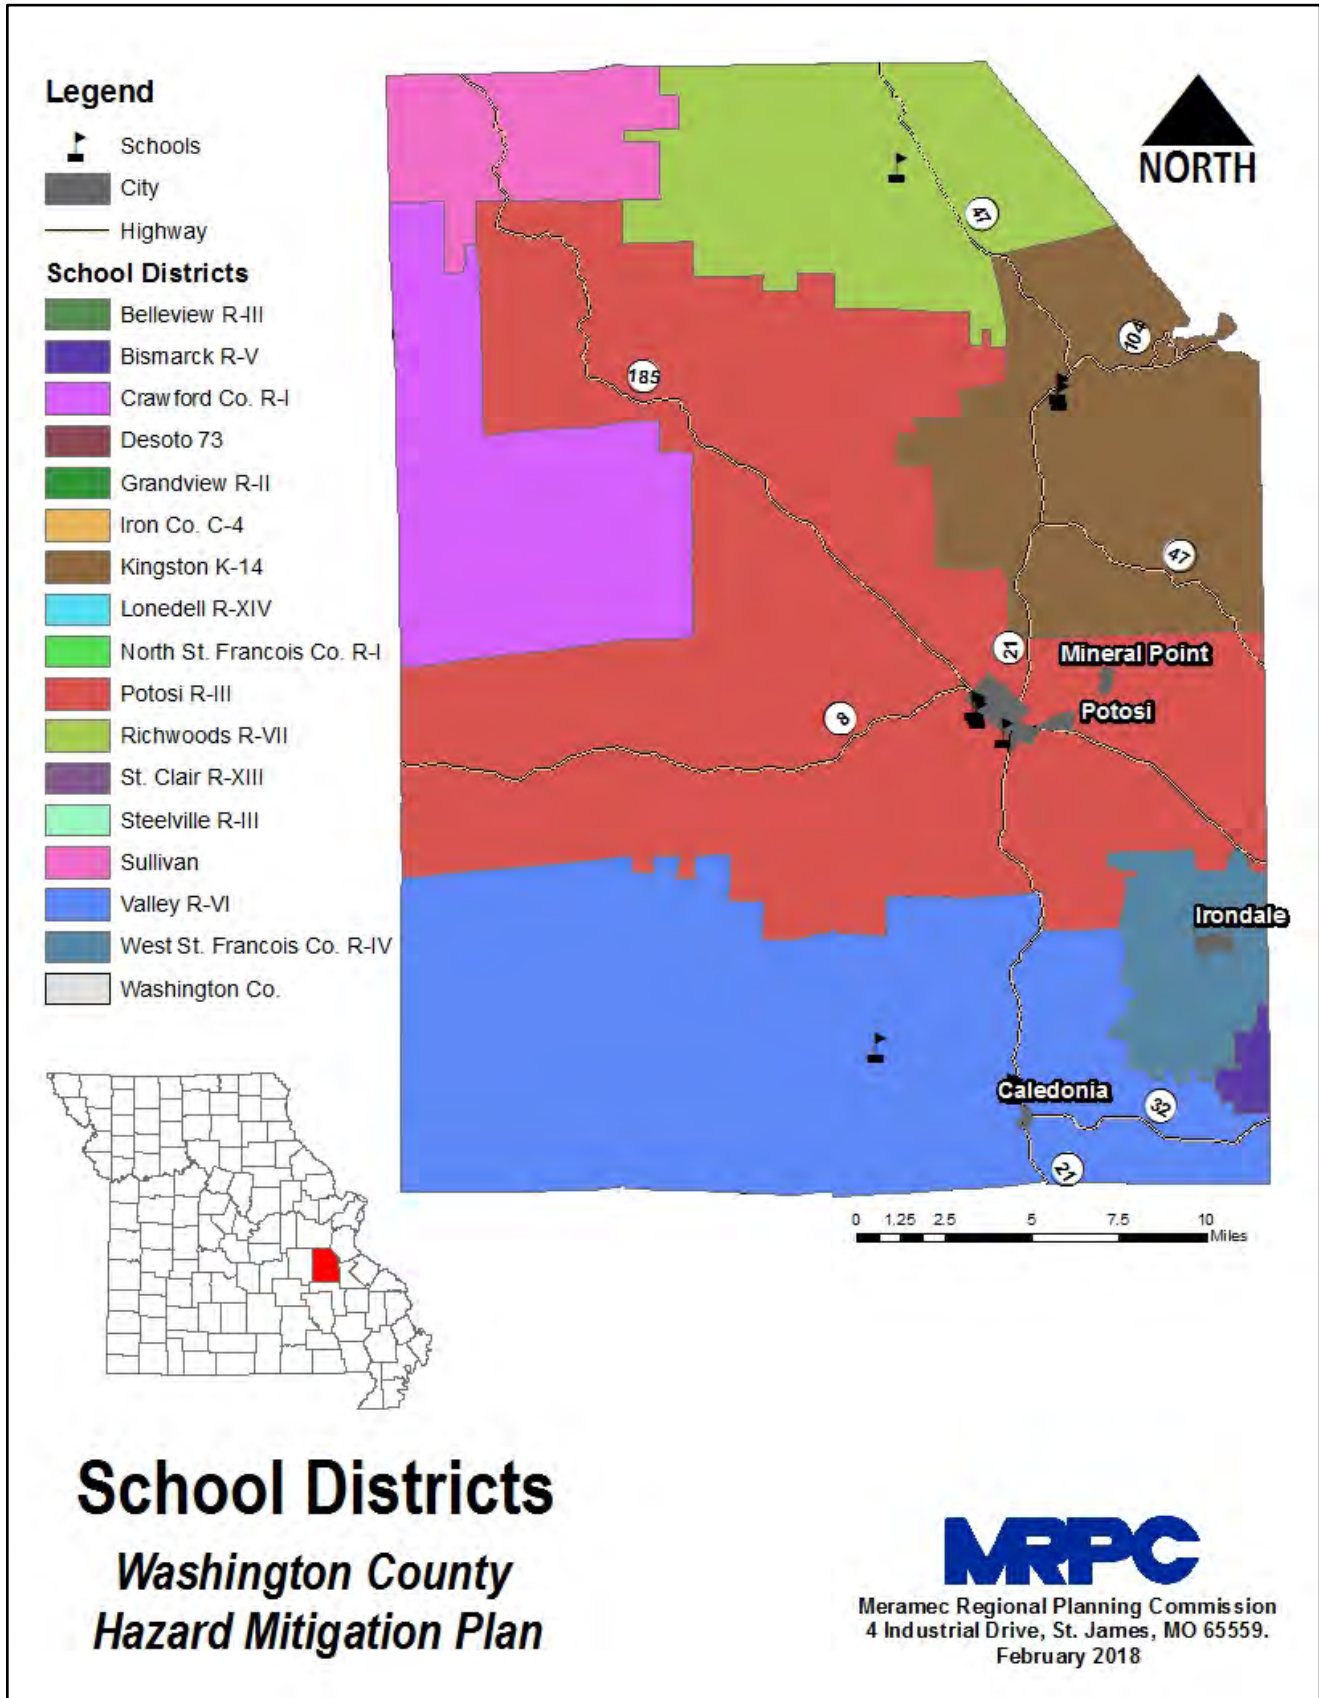 Legend
Schools
City
Highway
School Districts
Belleview R-III
Bismarck R-V
Crawford Co. R-I
Desoto 73
Grandview R-II
Iron Co. C-4
Kingston K-14
Lonedell R-XIV
North St. Francois Co. R-I
Potosi R-III
Richwoods R-VII
St. Clair R-XIII
Steelville R-III
Sullivan
Valley R-VI
West St. Francois Co. R-IV
Washington Co.
NORTH
47
104
185
47
21
Mineral Point
Potosi
8
Irondale
Caledonia
32
21
0 1.25 2.5 5 7.5 10
Miles
School Districts
Washington County
Hazard Mitigation Plan
MRPC
Meramec Regional Planning Commission
4 Industrial Drive, St. James, MO 65559.
February 2018